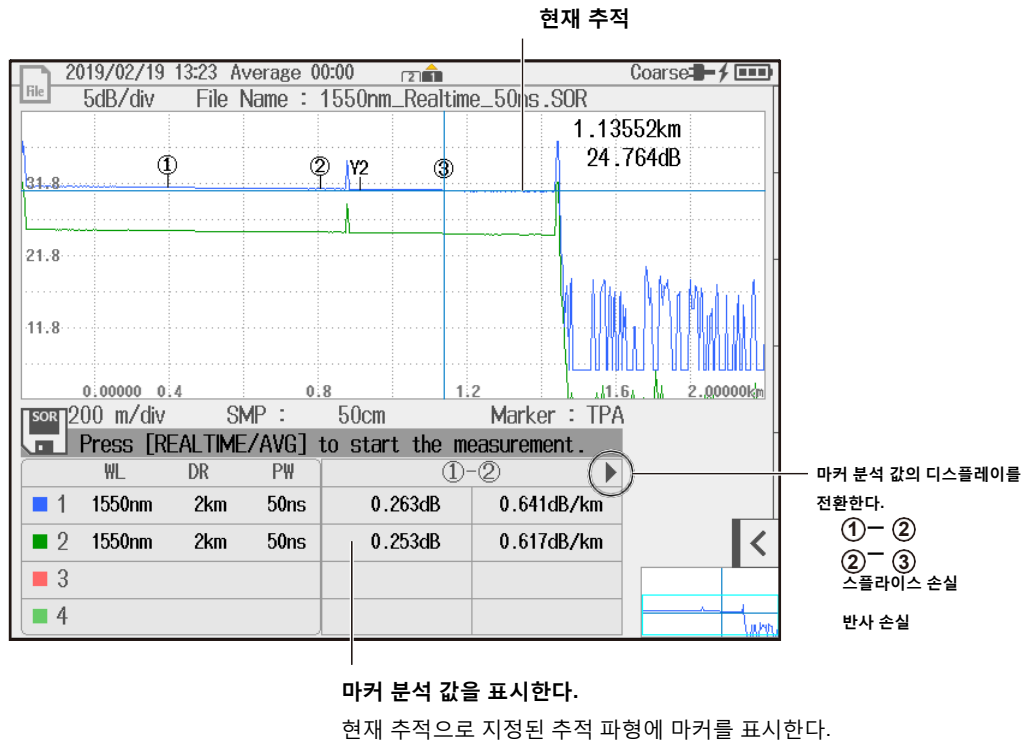 현재 추적
File
2019/02/19 13:23 Average 00:00 2 1 Coarse
5dB/div File Name : 1550nm_Realtime_50ns.SOR
1.13552km
24.764dB
① ② Y2 ③
31.8
21.8
11.8
0.00000 0.4 0.8 1.2 1.6 2.00000km
SOR 200 m/div SMP : 50cm Marker : TPA
Press [REALTIME/AVG] to start the measurement.
WL DR PW ①-②
1 1550nm 2km 50ns 0.263dB 0.641dB/km
2 1550nm 2km 50ns 0.253dB 0.617dB/km
3
4
마커 분석 값의 디스플레이를
전환한다.
①− ②
②− ③
스플라이스 손실
반사 손실
마커 분석 값을 표시한다.
현재 추적으로 지정된 추적 파형에 마커를 표시한다.